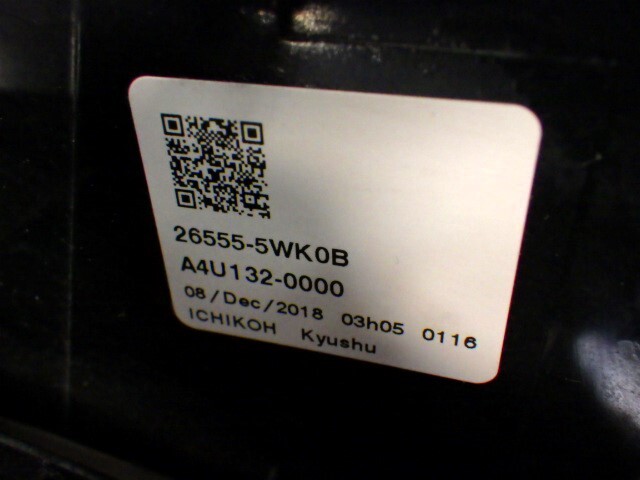 26555-5WK0B
A4U132-0000
08/Dec/2018 03h05 0116
ICHIKOH Kyushu